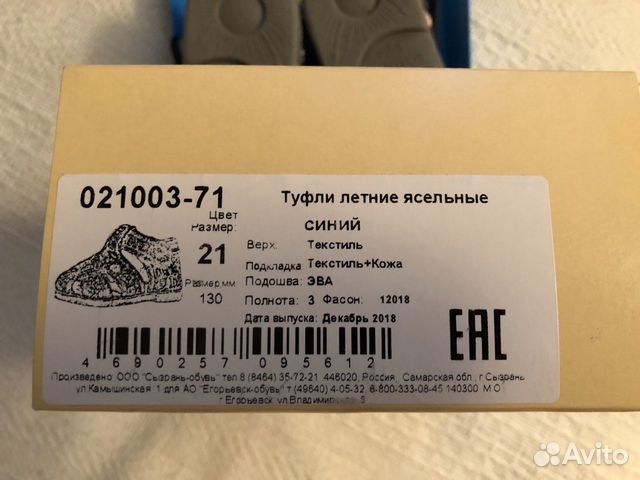 021003-71
Туфли летние ясельные
Цвет
СИНИЙ
Размер:
21
Верх: Текстиль
Подкладка: Текстиль+Кожа
Размер мм
130
Подошва: ЭВА
Полнота: 3 Фасон: 12018
Дата выпуска: Декабрь 2018
EAC
4 690257 095612
Произведено ООО "Сызрань-обувь" тел 8 (8464) 35-72-21 446020, Россия, Самарская обл., г Сызрань
ул Камышинская 1 для АО "Егорьевск-обувь" т (49640) 4-05-32, 8-800-333-08-45 140300 М О
г Егорьевск ул.Владимирская
Avito